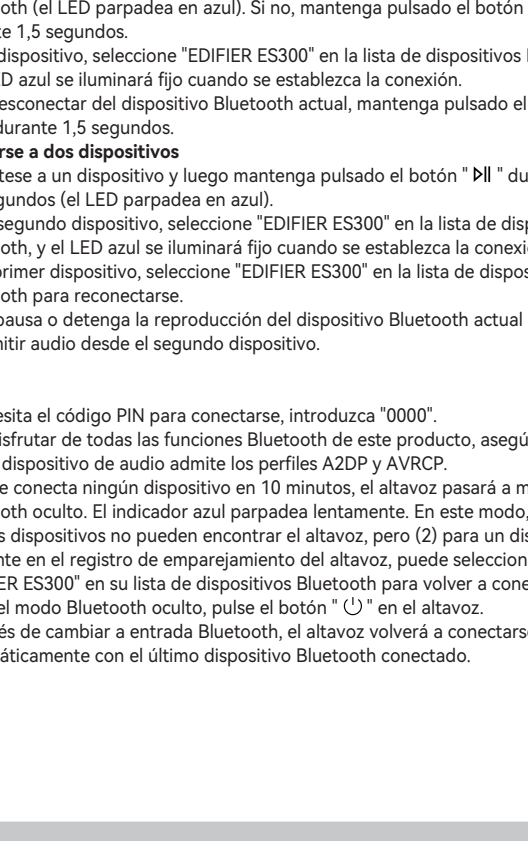 oth (el LED parpadea en azul). Si no, mantenga pulsado el botón
te 1,5 segundos.
dispositivo, seleccione "EDIFIER ES300" en la lista de dispositivos
D azul se iluminará fijo cuando se establezca la conexión.
esconectar del dispositivo Bluetooth actual, mantenga pulsado el
durante 1,5 segundos.
rse a dos dispositivos
tese a un dispositivo y luego mantenga pulsado el botón " " du
gundos (el LED parpadea en azul).
segundo dispositivo, seleccione "EDIFIER ES300" en la lista de disp
oth, y el LED azul se iluminará fijo cuando se establezca la conexi
primer dispositivo, seleccione "EDIFIER ES300" en la lista de dispos
oth para reconectarse.
pausa o detenga la reproducción del dispositivo Bluetooth actual
mitir audio desde el segundo dispositivo.
esita el código PIN para conectarse, introduzca "0000".
isfrutar de todas las funciones Bluetooth de este producto, asegú
dispositivo de audio admite los perfiles A2DP y AVRCP.
e conecta ningún dispositivo en 10 minutos, el altavoz pasará a m
oth oculto. El indicador azul parpadea lentamente. En este modo,
s dispositivos no pueden encontrar el altavoz, pero (2) para un dis
nte en el registro de emparejamiento del altavoz, puede seleccion
ER ES300" en su lista de dispositivos Bluetooth para volver a cone
el modo Bluetooth oculto, pulse el botón " " en el altavoz.
és de cambiar a entrada Bluetooth, el altavoz volverá a conectarse
áticamente con el último dispositivo Bluetooth conectado.